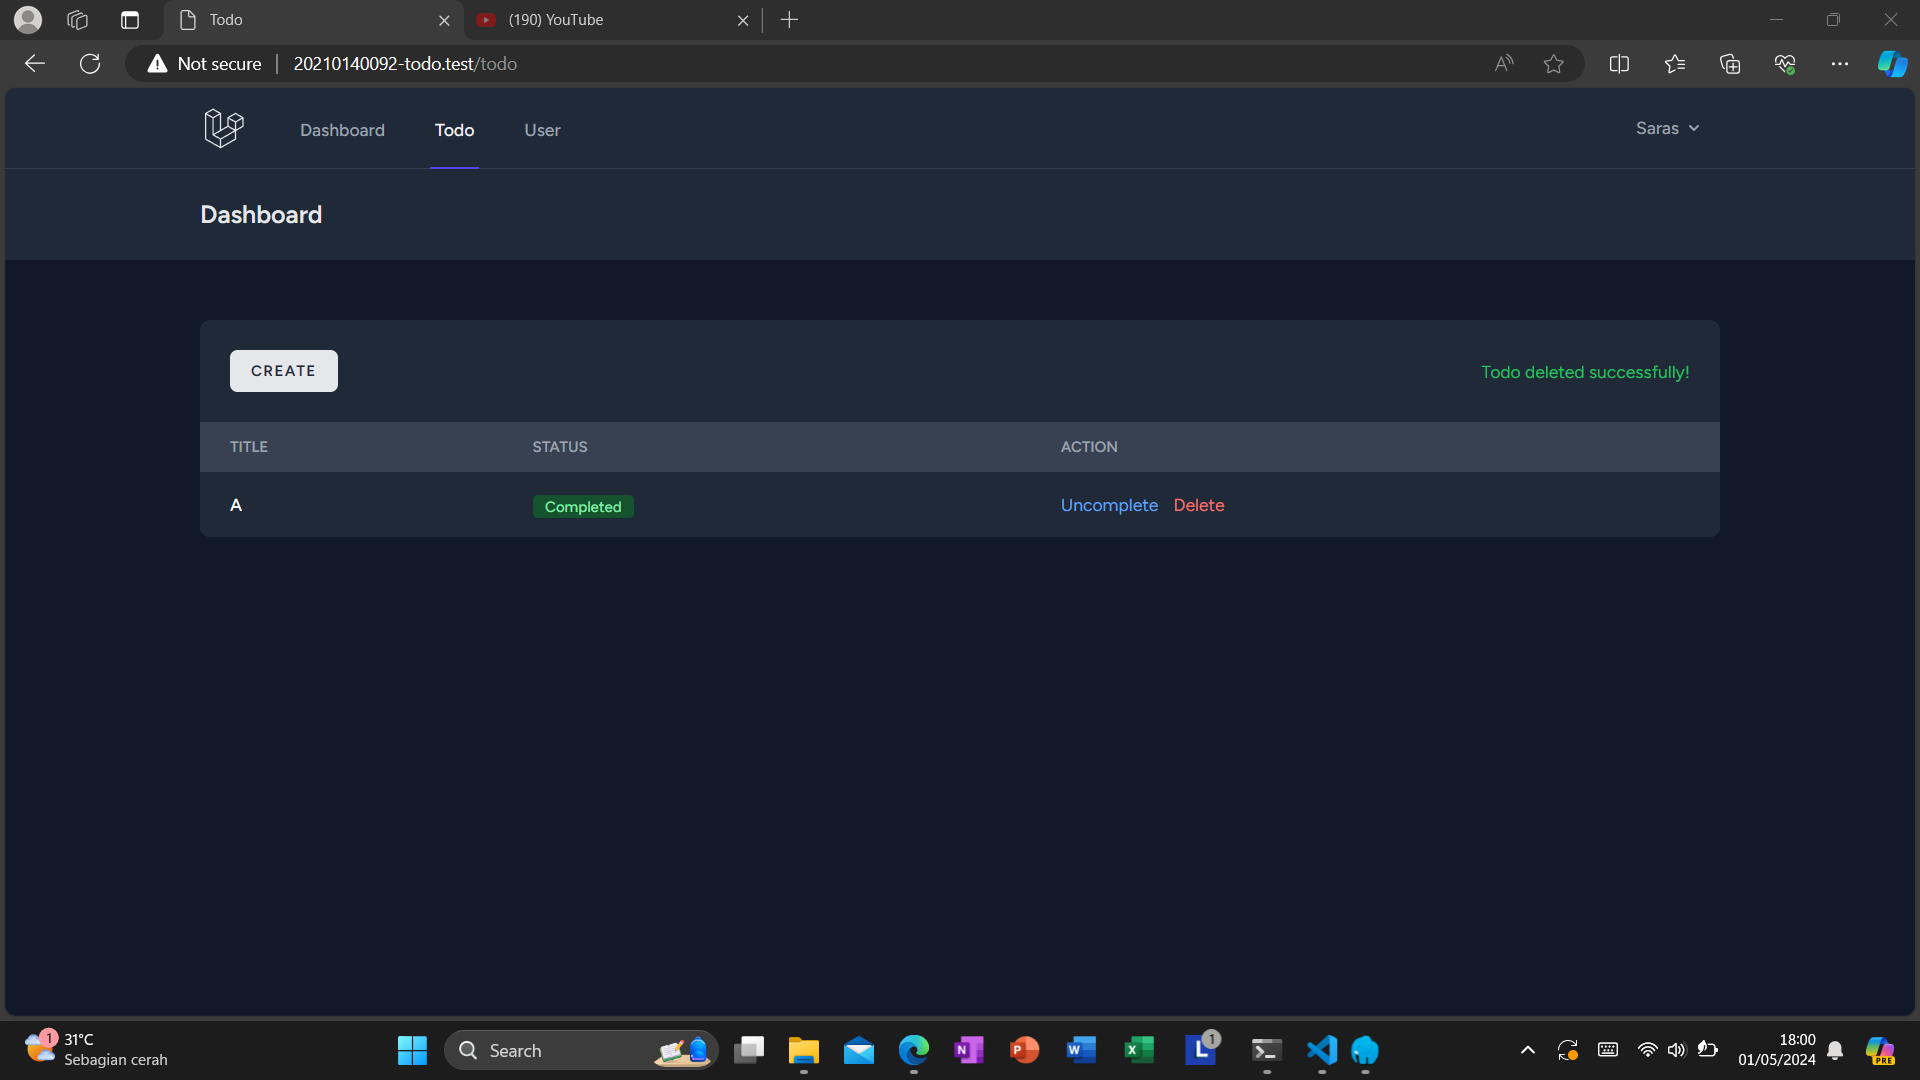 Todo
(190) YouTube
Not secure
20210140092-todo.test/todo
Dashboard
Todo
User
Saras
Dashboard
CREATE
Todo deleted successfully!
TITLE
STATUS
ACTION
A
Completed
Uncomplete
Delete
1
31°C
Sebagian cerah
Search
N
P
W
X
L
1
18:00
01/05/2024
PRE